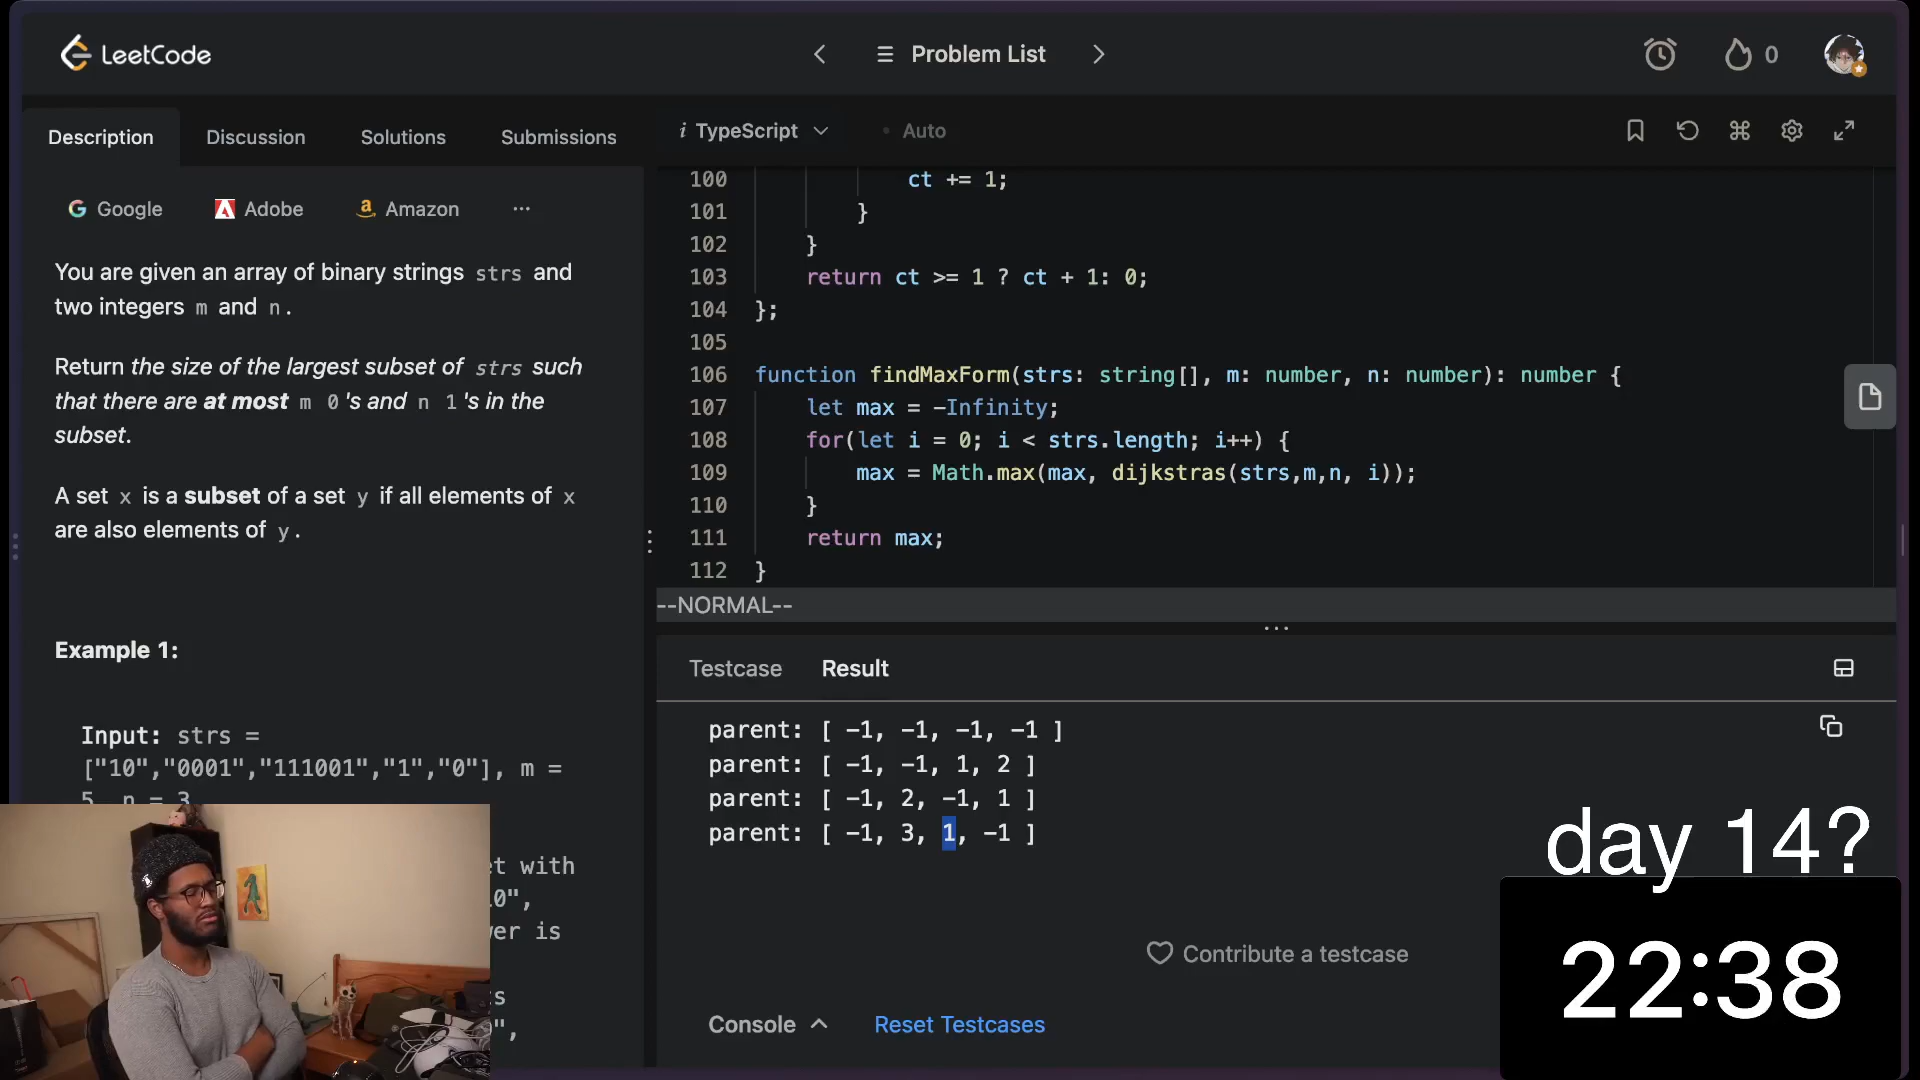 LeetCode
Problem List
0
Description
Discussion
Solutions
Submissions
i TypeScript
Auto
Google
Adobe
Amazon
...
You are given an array of binary strings strs and
two integers m and n.
Return the size of the largest subset of strs such
that there are at most m 0's and n 1's in the
subset.
A set x is a subset of a set y if all elements of x
are also elements of y.
Example 1:
Input: strs =
["10","0001","111001","1","0"], m =
5, n = 3
t with
0",
er is
s
",
100 ct += 1;
101 }
102 }
103 return ct >= 1 ? ct + 1: 0;
104 };
105
106 function findMaxForm(strs: string[], m: number, n: number): number {
107 let max = -Infinity;
108 for(let i = 0; i < strs.length; i++) {
109 max = Math.max(max, dijkstras(strs,m,n, i));
110 }
111 return max;
112 }
--NORMAL--
Testcase
Result
parent: [ -1, -1, -1, -1 ]
parent: [ -1, -1, 1, 2 ]
parent: [ -1, 2, -1, 1 ]
parent: [ -1, 3, 1, -1 ]
Contribute a testcase
Console
Reset Testcases
day 14?
22:38